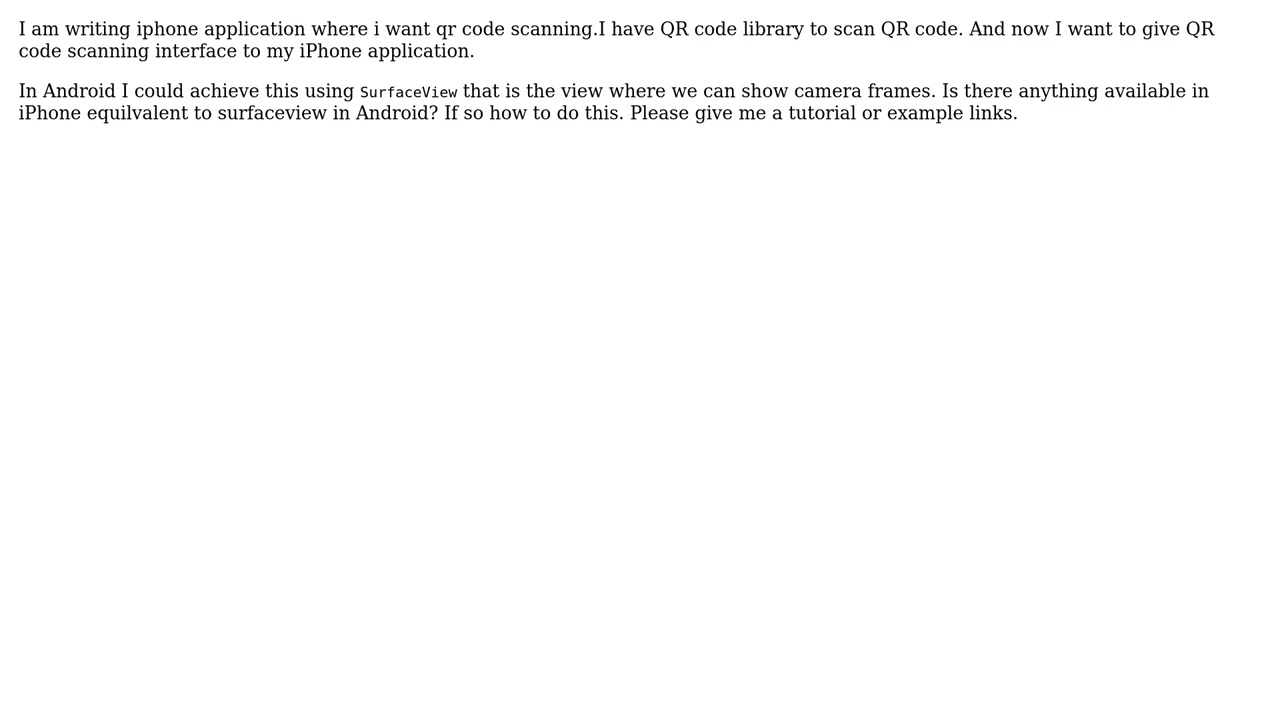 I am writing iphone application where i want qr code scanning.I have QR code library to scan QR code. And now I want to give QR
code scanning interface to my iPhone application.
In Android I could achieve this using SurfaceView that is the view where we can show camera frames. Is there anything available in
iPhone equilvalent to surfaceview in Android? If so how to do this. Please give me a tutorial or example links.